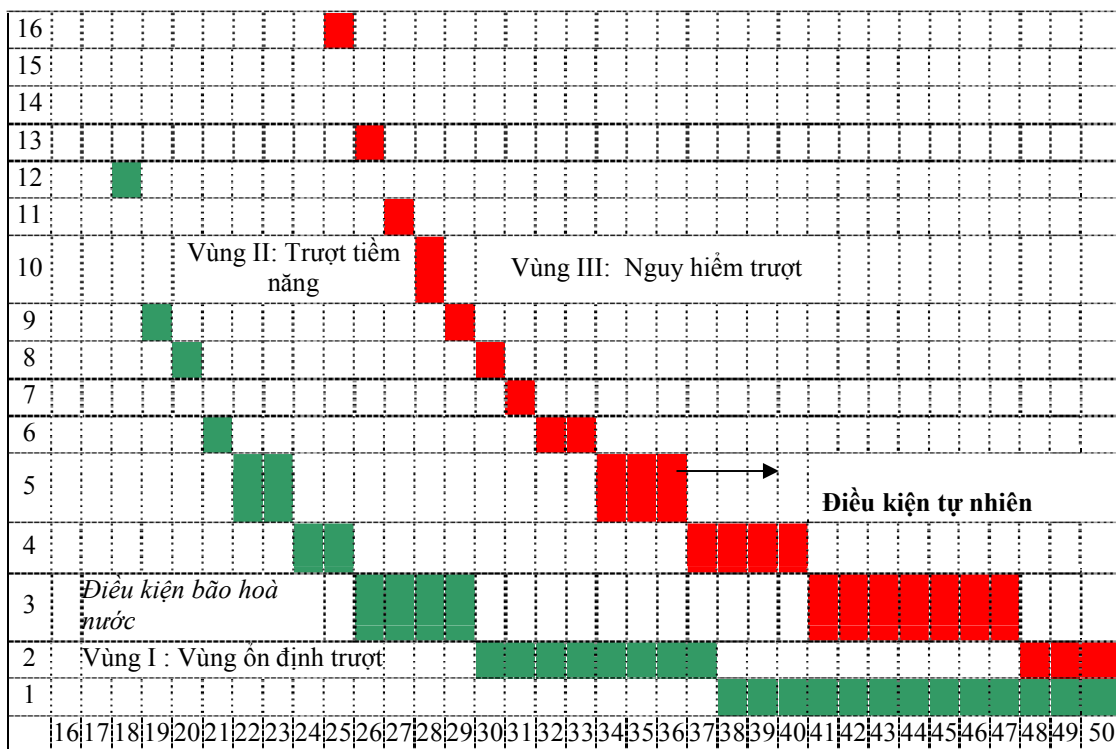 16
15
14
13
12
11
10 Vùng II: Trượt tiềm
năng
Vùng III: Nguy hiểm trượt
9
8
7
6
5
Điều kiện tự nhiên
4
3 Điều kiện bão hoà
nước
2 Vùng I : Vùng ổn định trượt
1
16 17 18 19 20 21 22 23 24 25 26 27 28 29 30 31 32 33 34 35 36 37 38 39 40 41 42 43 44 45 46 47 48 49 50